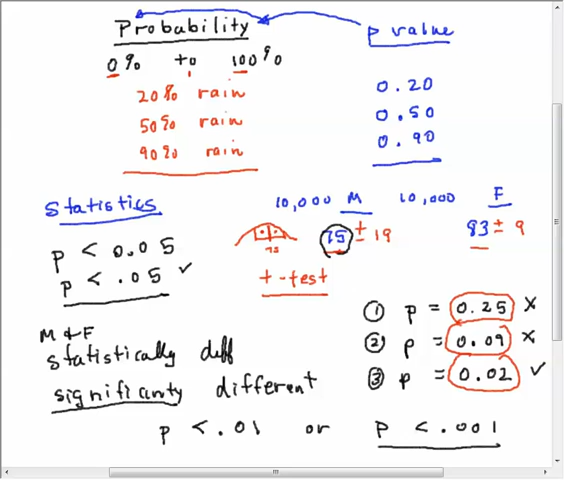 Probability
p value
0% to 100%
20% rain
50% rain
90% rain
0.20
0.50
0.90
Statistics
p < 0.05
p < .05 ✓
10,000 M 10,000 F
75 ± 19
83 ± 9
75
t-test
① p = 0.25 ×
② p = 0.09 ×
③ p = 0.02 ✓
M & F
statistically diff
significantly different
p < .01 or p < .001